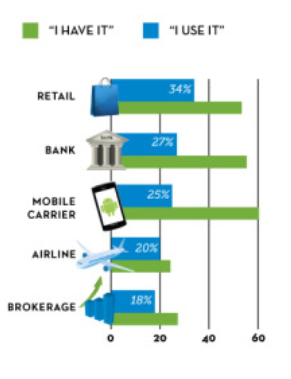 "I HAVE IT" "I USE IT"
RETAIL 34%
BANK 27%
MOBILE
CARRIER 25%
AIRLINE 20%
BROKERAGE 18%
0 20 40 60